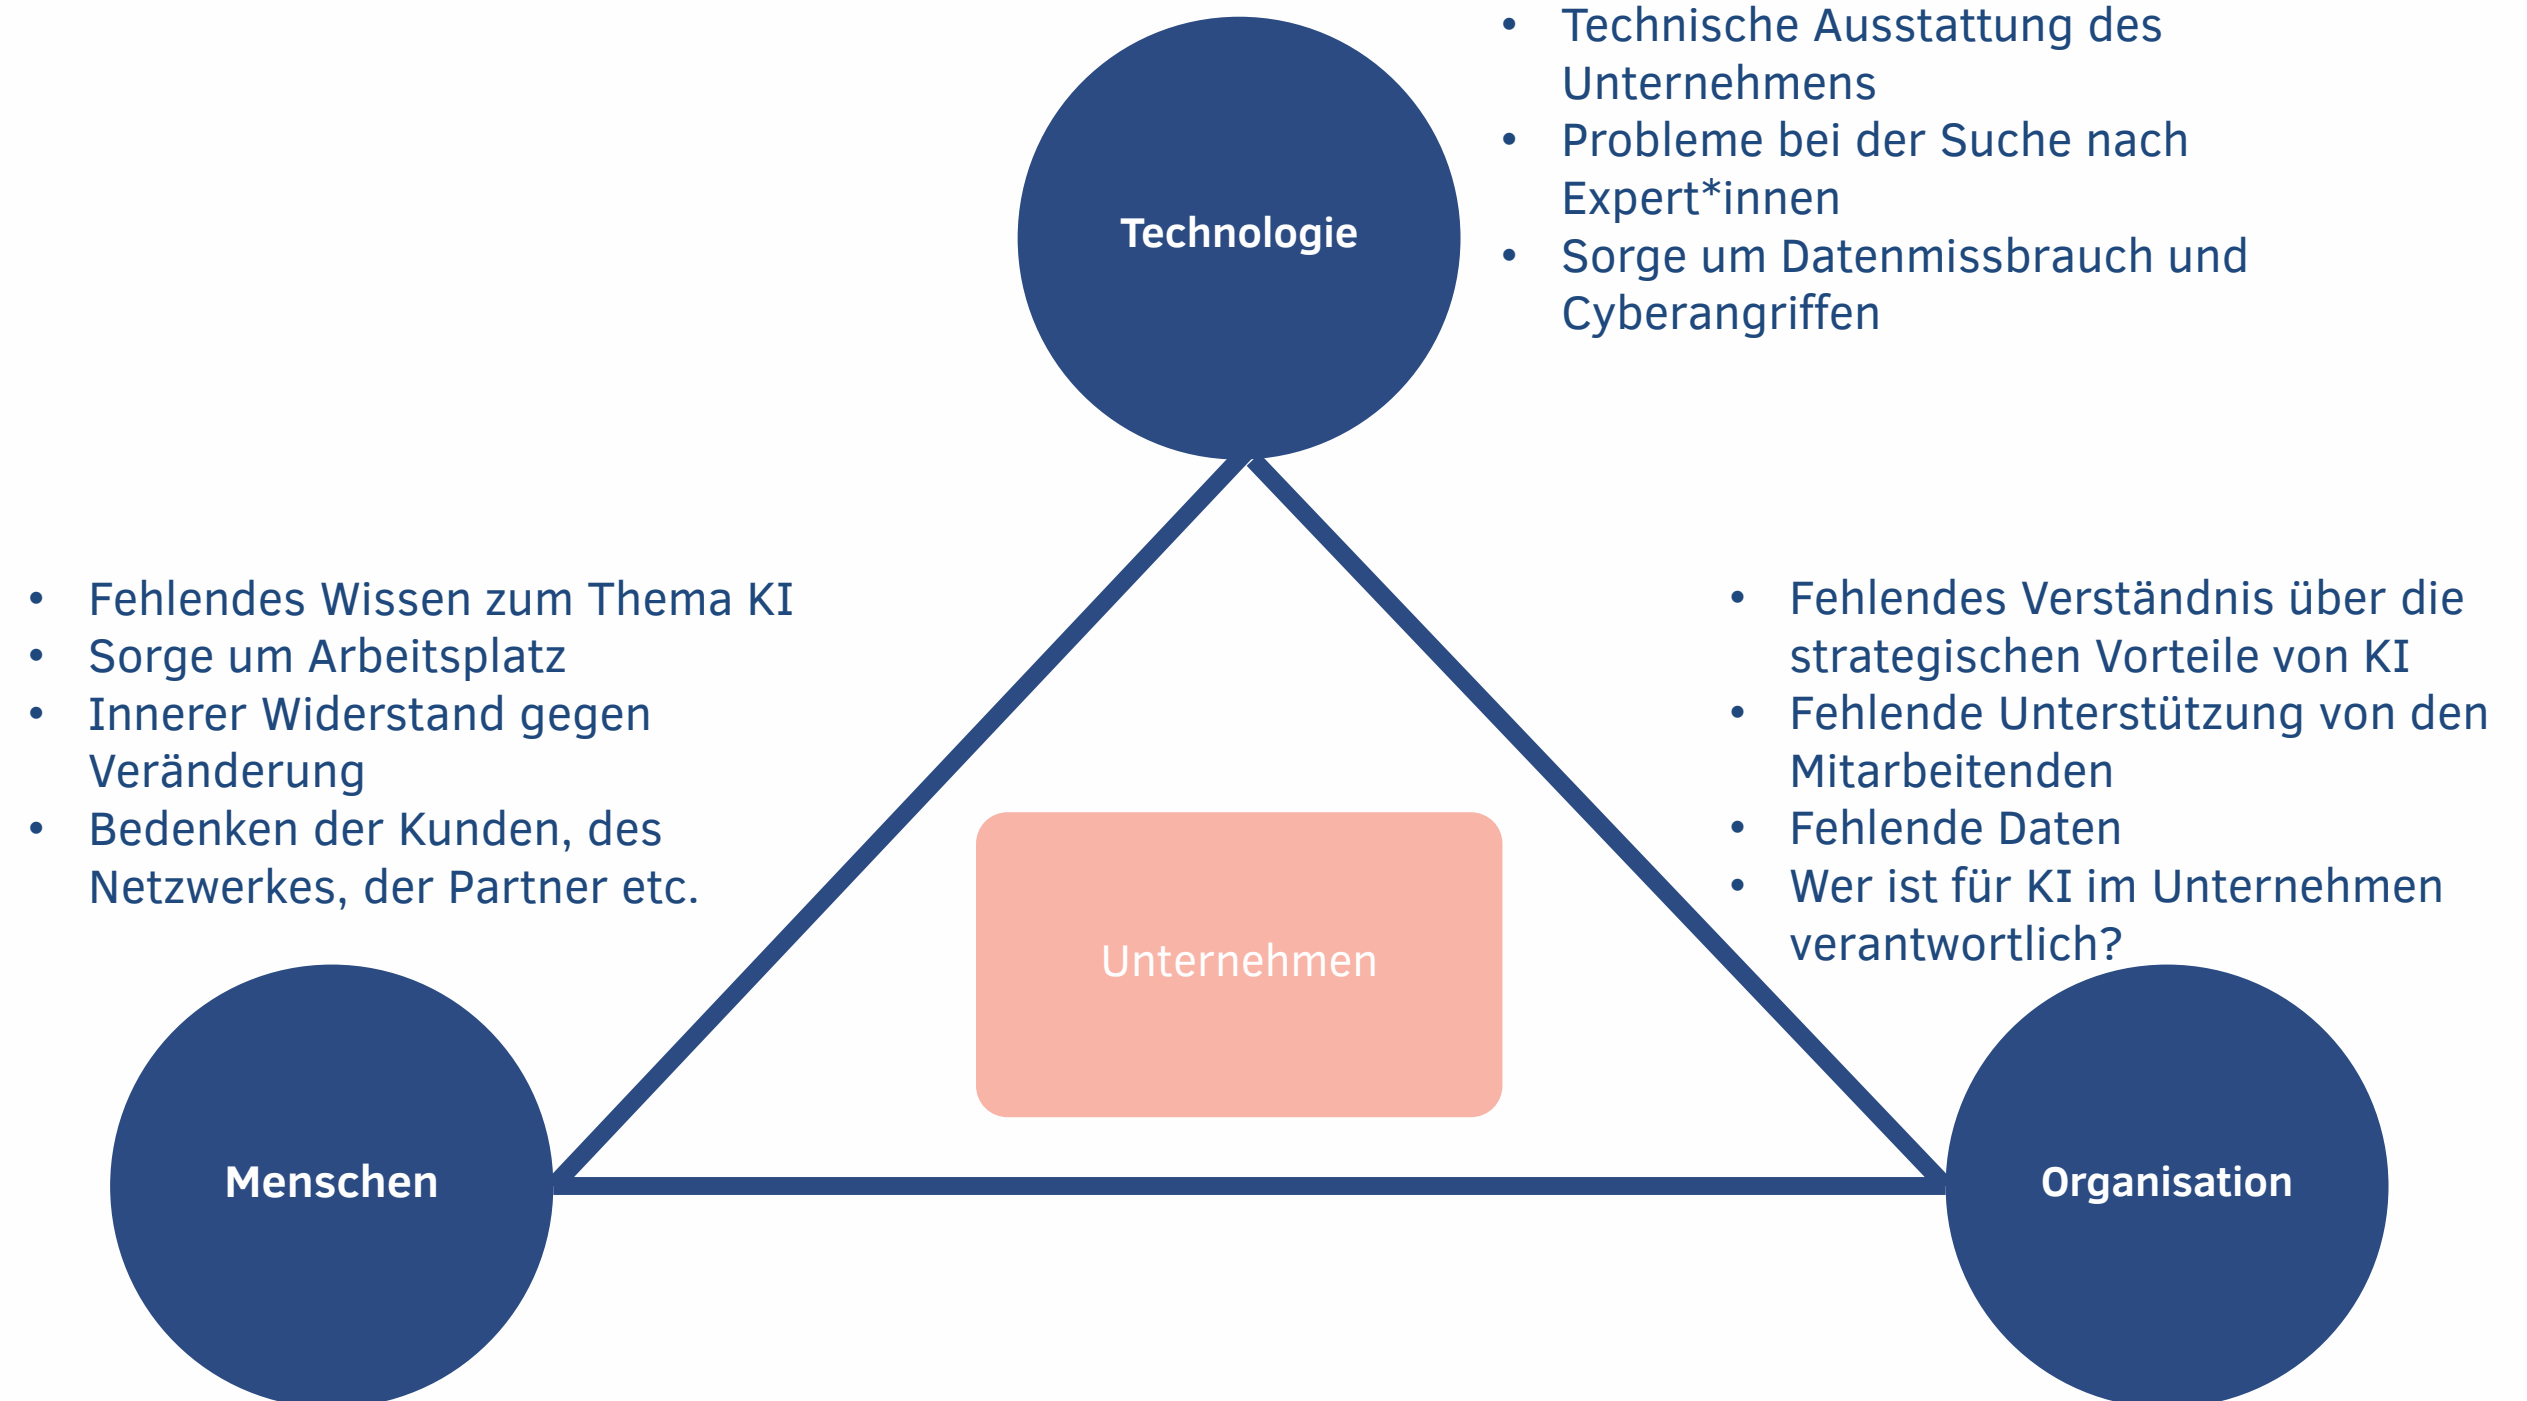 • Technische Ausstattung des
Unternehmens
• Probleme bei der Suche nach
Expert*innen
• Sorge um Datenmissbrauch und
Cyberangriffen
Technologie
• Fehlendes Wissen zum Thema KI
• Sorge um Arbeitsplatz
• Innerer Widerstand gegen
Veränderung
• Bedenken der Kunden, des
Netzwerkes, der Partner etc.
• Fehlendes Verständnis über die
strategischen Vorteile von KI
• Fehlende Unterstützung von den
Mitarbeitenden
• Fehlende Daten
• Wer ist für KI im Unternehmen
verantwortlich?
Unternehmen
Menschen
Organisation